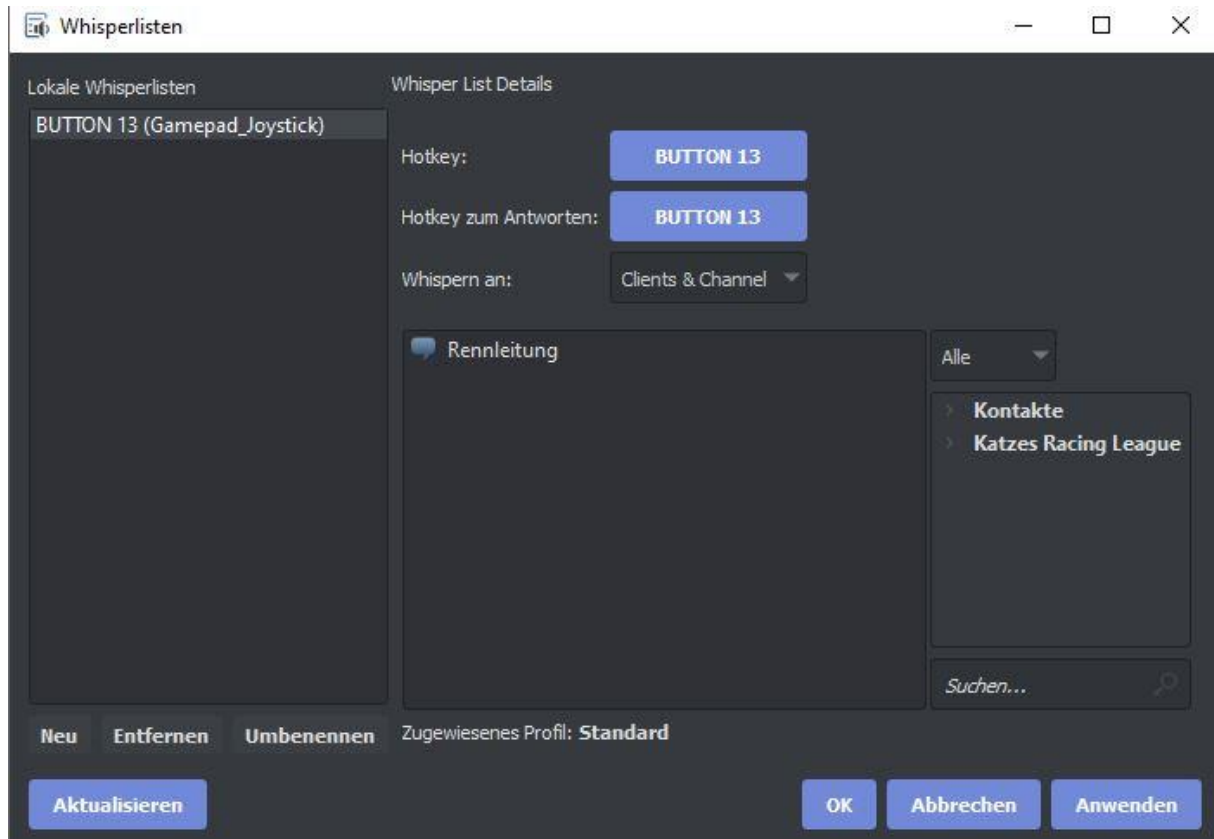 Whisperlisten
Lokale Whisperlisten
BUTTON 13 (Gamepad_Joystick)
Neu Entfernen Umbenennen
Whisper List Details
Hotkey: BUTTON 13
Hotkey zum Antworten: BUTTON 13
Whispern an: Clients & Channel
Rennleitung
Alle
Kontakte
Katzes Racing League
Suchen...
Zugewiesenes Profil: Standard
Aktualisieren OK Abbrechen Anwenden